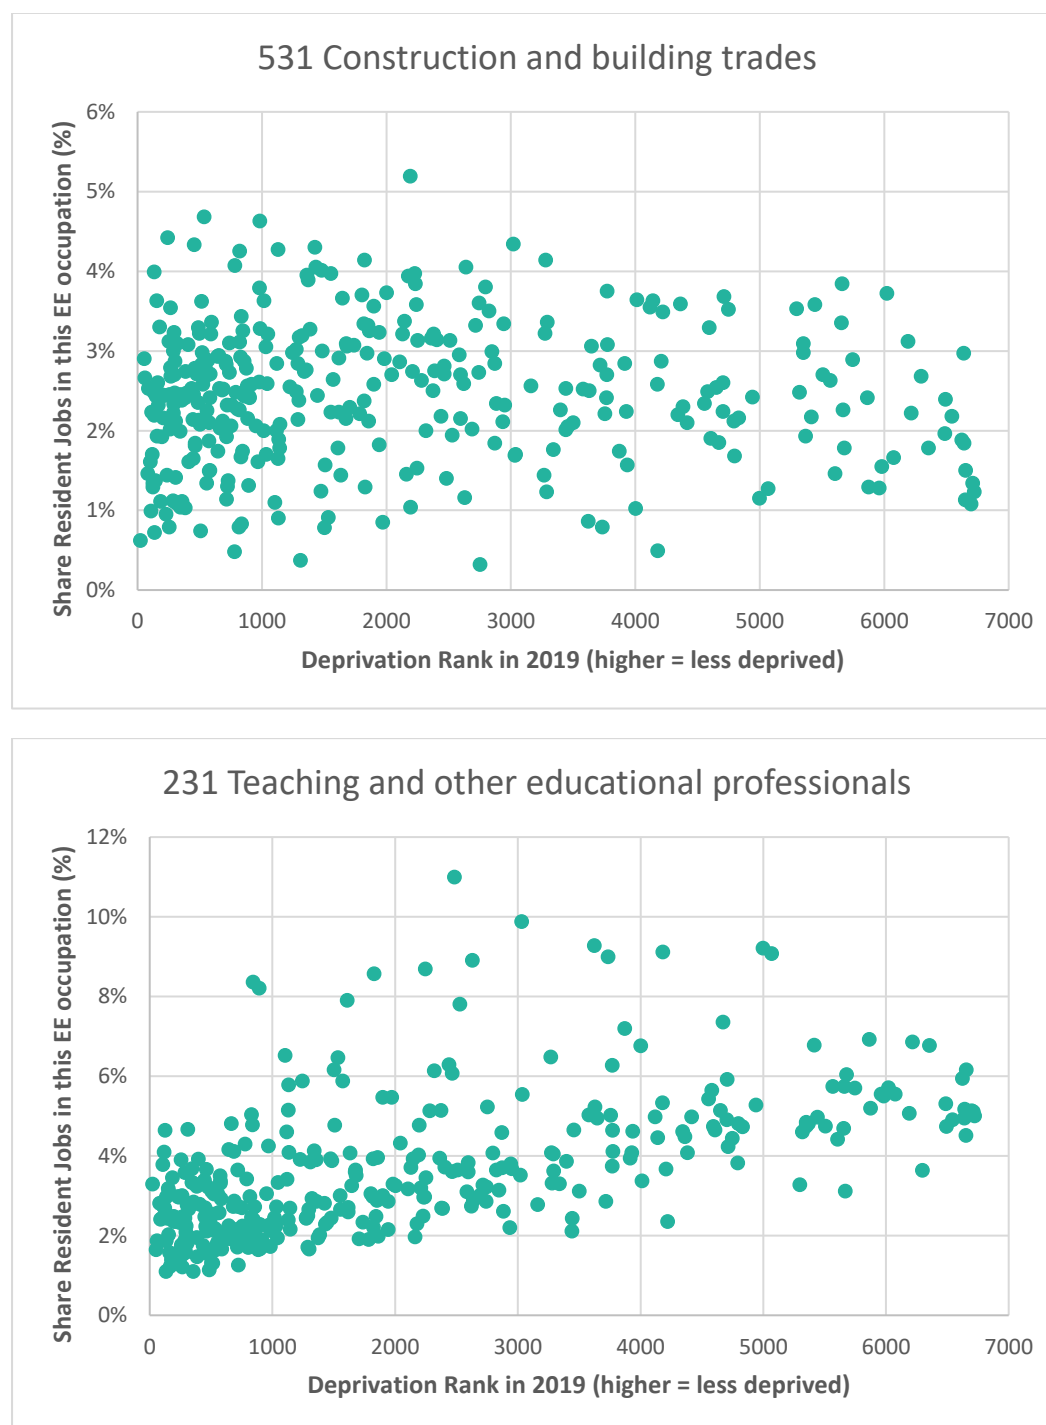 531 Construction and building trades
Share Resident Jobs in this EE occupation (%)
6%
5%
4%
3%
2%
1%
0%
0 1000 2000 3000 4000 5000 6000 7000
Deprivation Rank in 2019 (higher = less deprived)
231 Teaching and other educational professionals
Share Resident Jobs in this EE occupation (%)
12%
10%
8%
6%
4%
2%
0%
0 1000 2000 3000 4000 5000 6000 7000
Deprivation Rank in 2019 (higher = less deprived)